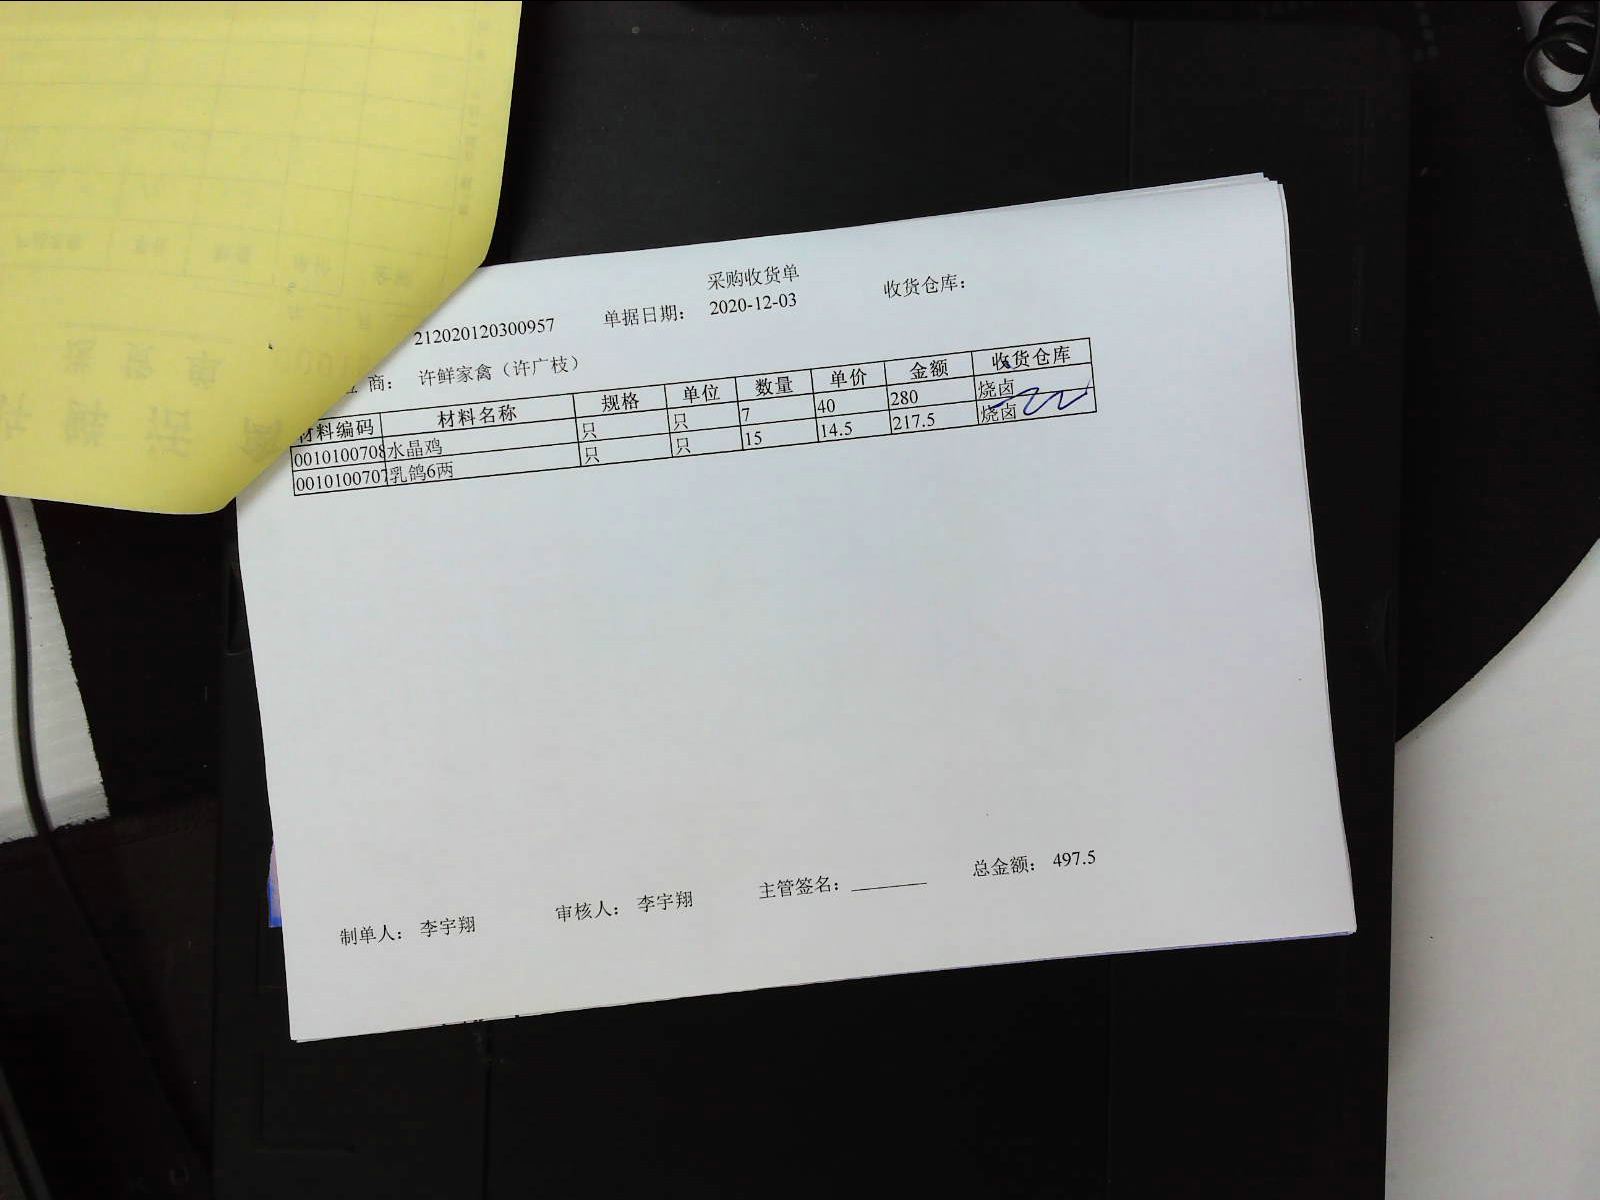 采购收货单
212020120300957 单据日期： 2020-12-03 收货仓库：
商： 许鲜家禽（许广枝）
材料编码 材料名称 规格 单位 数量 单价 金额 收货仓库
0010100708 水晶鸡 只 只 7 40 280 烧卤
0010100707 乳鸽6两 只 只 15 14.5 217.5 烧卤
制单人： 李宇翔 审核人： 李宇翔 主管签名： 总金额： 497.5